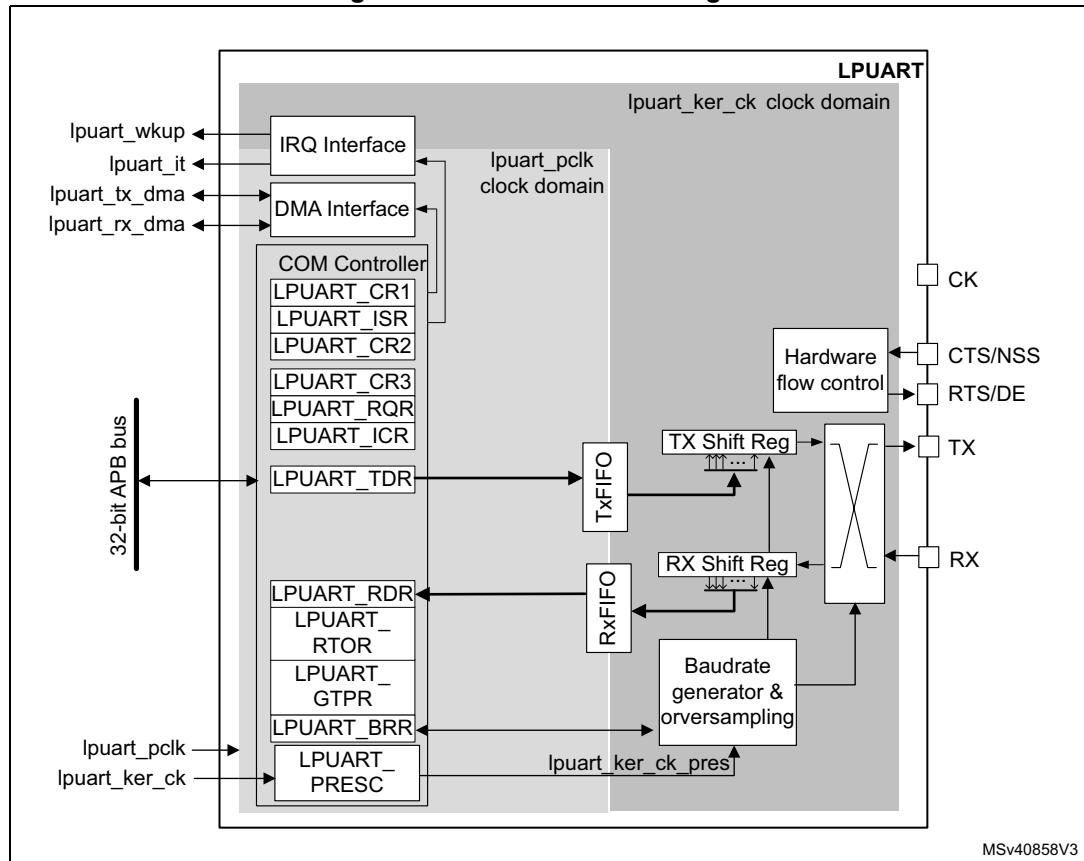 LPUART
lpuart_ker_ck clock domain
lpuart_wkup
lpuart_it
lpuart_tx_dma
lpuart_rx_dma
IRQ Interface
DMA Interface
lpuart_pclk
clock domain
COM Controller
LPUART_CR1
LPUART_ISR
LPUART_CR2
LPUART_CR3
LPUART_RQR
LPUART_ICR
LPUART_TDR
32-bit APB bus
LPUART_RDR
LPUART_
RTOR
LPUART_
GTPR
LPUART_BRR
LPUART_
PRESC
lpuart_pclk
lpuart_ker_ck
lpuart_ker_ck_pres
TxFIFO
RxFIFO
TX Shift Reg
...
RX Shift Reg
...
Baudrate
generator &
orversampling
Hardware
flow control
CK
CTS/NSS
RTS/DE
TX
RX
MSv40858V3